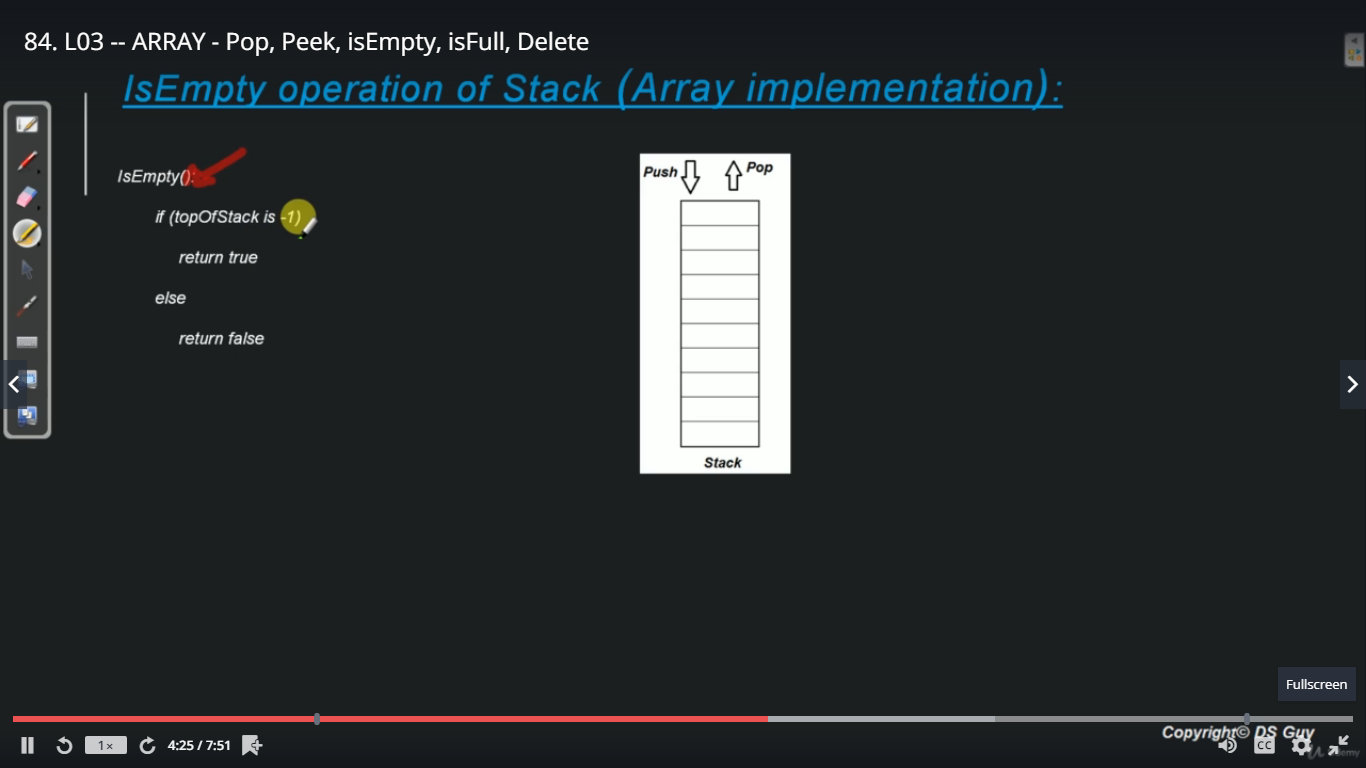 84. L03 -- ARRAY - Pop, Peek, isEmpty, isFull, Delete
IsEmpty operation of Stack (Array implementation):
IsEmpty():
if (topOfStack is -1)
return true
else
return false
Push
Pop
Stack
Fullscreen
Copyright© DS Guy
1x
4:25 / 7:51
CC